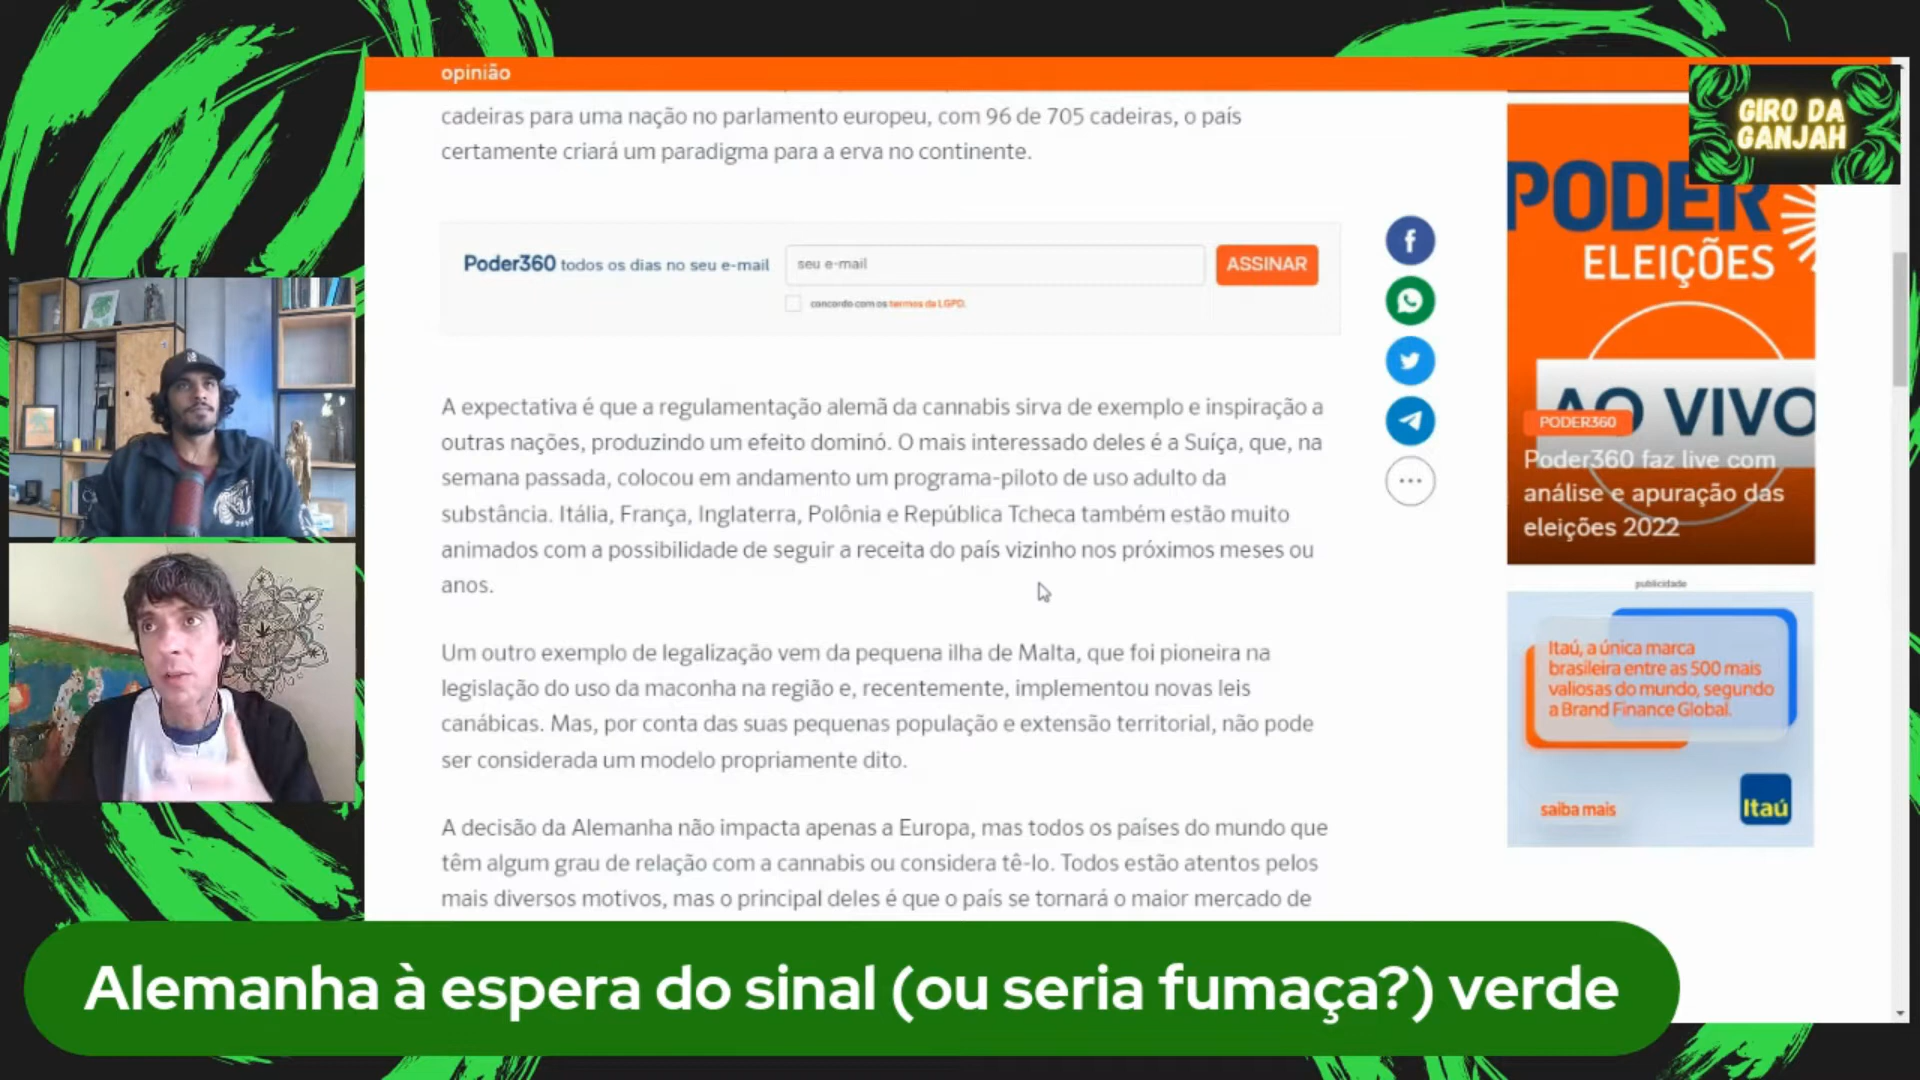 opinião
cadeiras para uma nação no parlamento europeu, com 96 de 705 cadeiras, o país
certamente criará um paradigma para a erva no continente.
Poder360 todos os dias no seu e-mail
seu e-mail
ASSINAR
concordo com os termos da LGPD.
A expectativa é que a regulamentação alemã da cannabis sirva de exemplo e inspiração a
outras nações, produzindo um efeito dominó. O mais interessado deles é a Suíça, que, na
semana passada, colocou em andamento um programa-piloto de uso adulto da
substância. Itália, França, Inglaterra, Polônia e República Tcheca também estão muito
animados com a possibilidade de seguir a receita do país vizinho nos próximos meses ou
anos.
Um outro exemplo de legalização vem da pequena ilha de Malta, que foi pioneira na
legislação do uso da maconha na região e, recentemente, implementou novas leis
canábicas. Mas, por conta das suas pequenas população e extensão territorial, não pode
ser considerada um modelo propriamente dito.
A decisão da Alemanha não impacta apenas a Europa, mas todos os países do mundo que
têm algum grau de relação com a cannabis ou considera tê-lo. Todos estão atentos pelos
mais diversos motivos, mas o principal deles é que o país se tornará o maior mercado de
GIRO DA
GANJAH
PODER
ELEIÇÕES
AO VIVO
PODER360
Poder360 faz live com
análise e apuração das
eleições 2022
publicidade
Itaú, a única marca
brasileira entre as 500 mais
valiosas do mundo, segundo
a Brand Finance Global.
saiba mais
Itaú
Alemanha à espera do sinal (ou seria fumaça?) verde